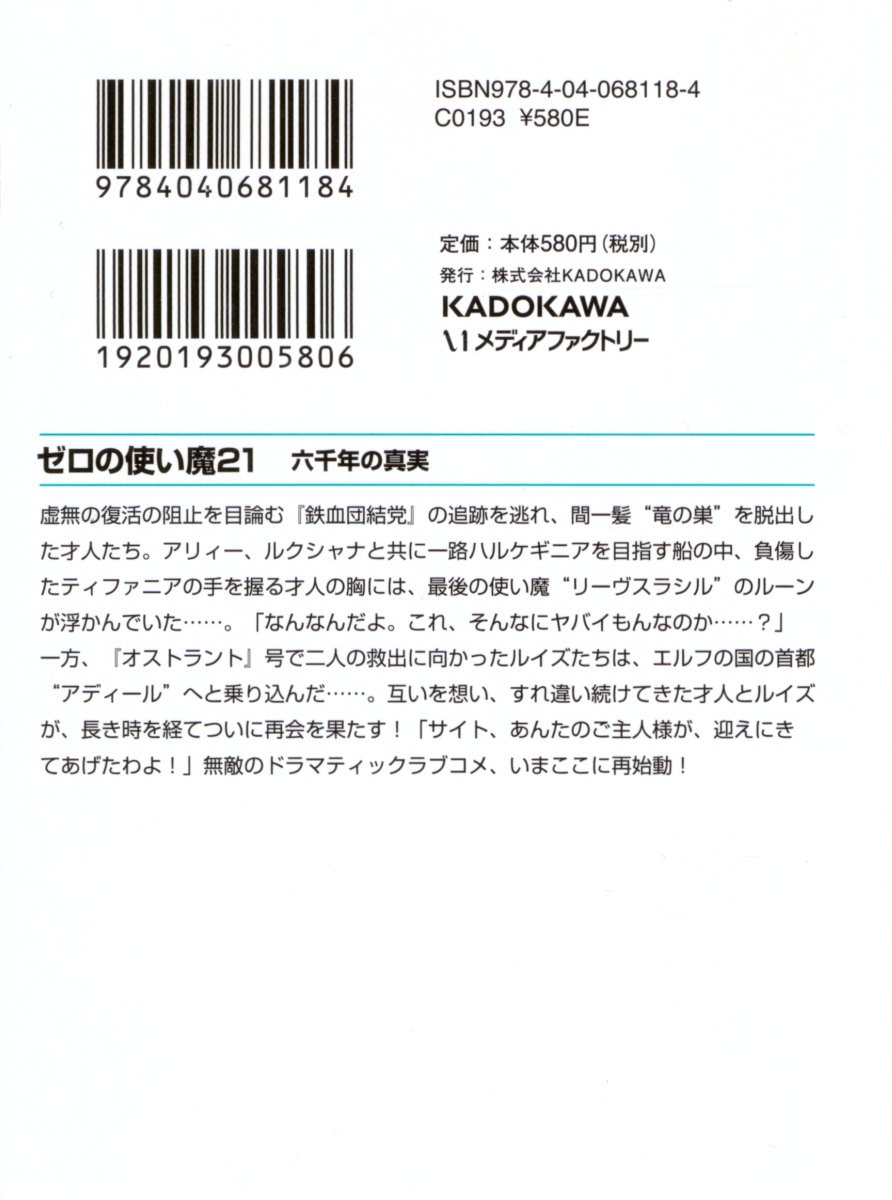 ISBN978-4-04-068118-4
C0193 ¥580E
9784040681184
定価：本体580円(税別)
発行：株式会社KADOKAWA
KADOKAWA
メディアファクトリー
1920193005806
ゼロの使い魔21 六千年の真実
虚無の復活の阻止を目論む『鉄血団結党』の追跡を逃れ、間一髪“竜の巣”を脱出し
た才人たち。アリィー、ルクシャナと共に一路ハルケギニアを目指す船の中、負傷し
たティファニアの手を握る才人の胸には、最後の使い魔“リーヴスラシル”のルーン
が浮かんでいた……。「なんなんだよ。これ、そんなにヤバイもんなのか……？」
一方、『オストラント』号で二人の救出に向かったルイズたちは、エルフの国の首都
“アディール”へと乗り込んだ……。互いを想い、すれ違い続けてきた才人とルイズ
が、長き時を経てついに再会を果たす！「サイト、あんたのご主人様が、迎えにき
てあげたわよ！」無敵のドラマティックラブコメ、いまここに再始動！